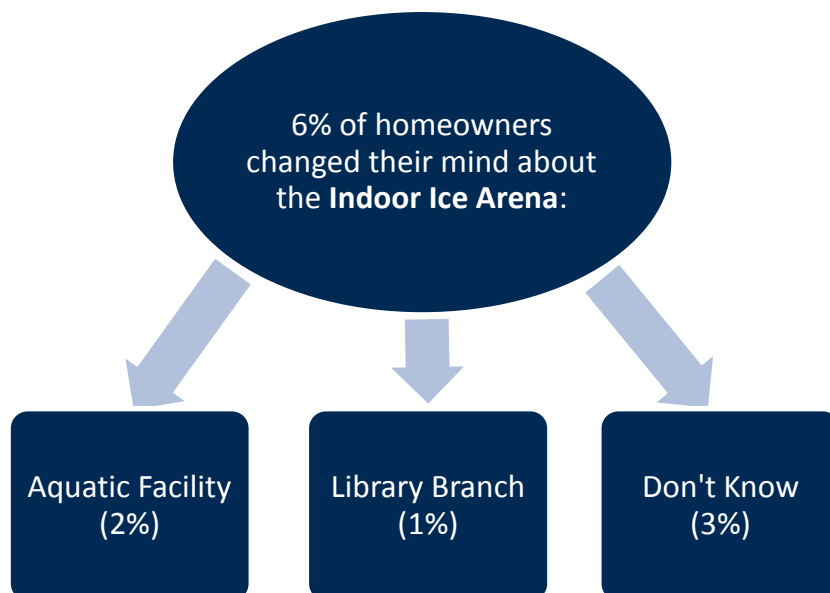 6% of homeowners
changed their mind about
the Indoor Ice Arena:
Aquatic Facility
(2%)
Library Branch
(1%)
Don't Know
(3%)